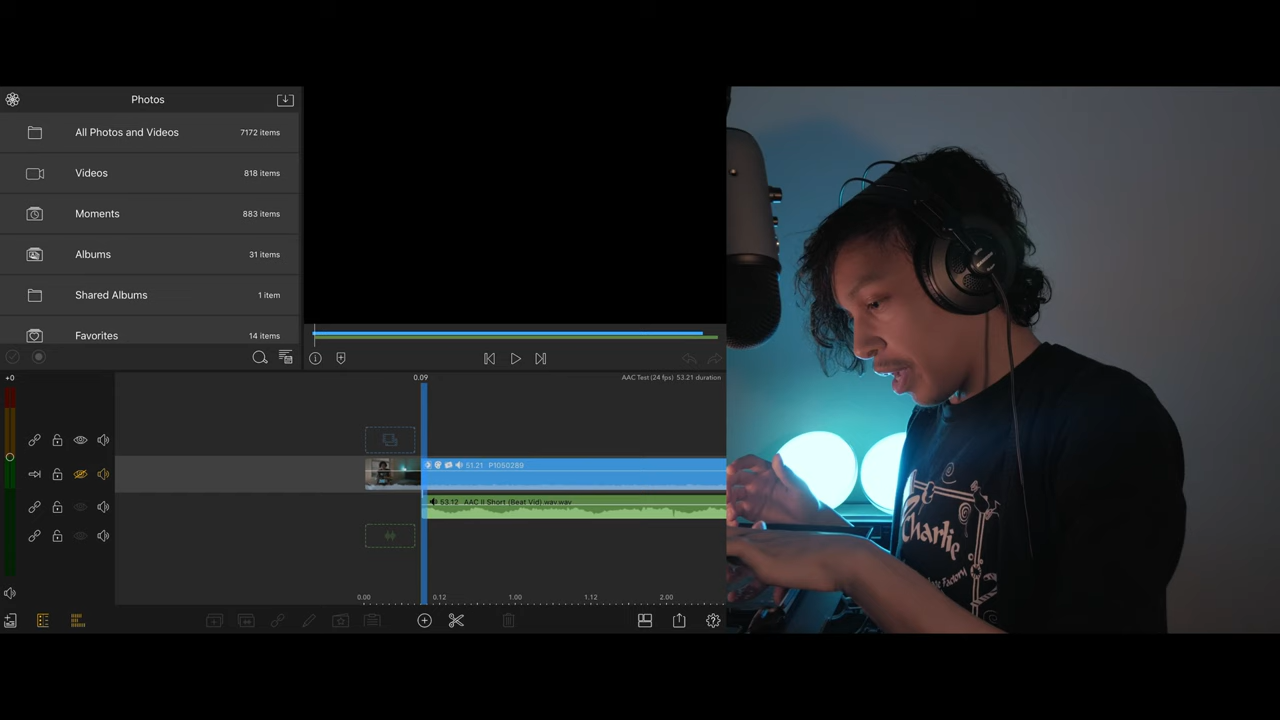 Photos
All Photos and Videos 7172 items
Videos 818 items
Moments 883 items
Albums 31 items
Shared Albums 1 item
Favorites 14 items
+0
0.09
AAC Test (24 fps) 53.21 duration
51.21 P1050289
53.12 AAC II Short (Beat Vid).wav.wav
0.00 0.12 1.00 1.12 2.00
Charlie
Factory